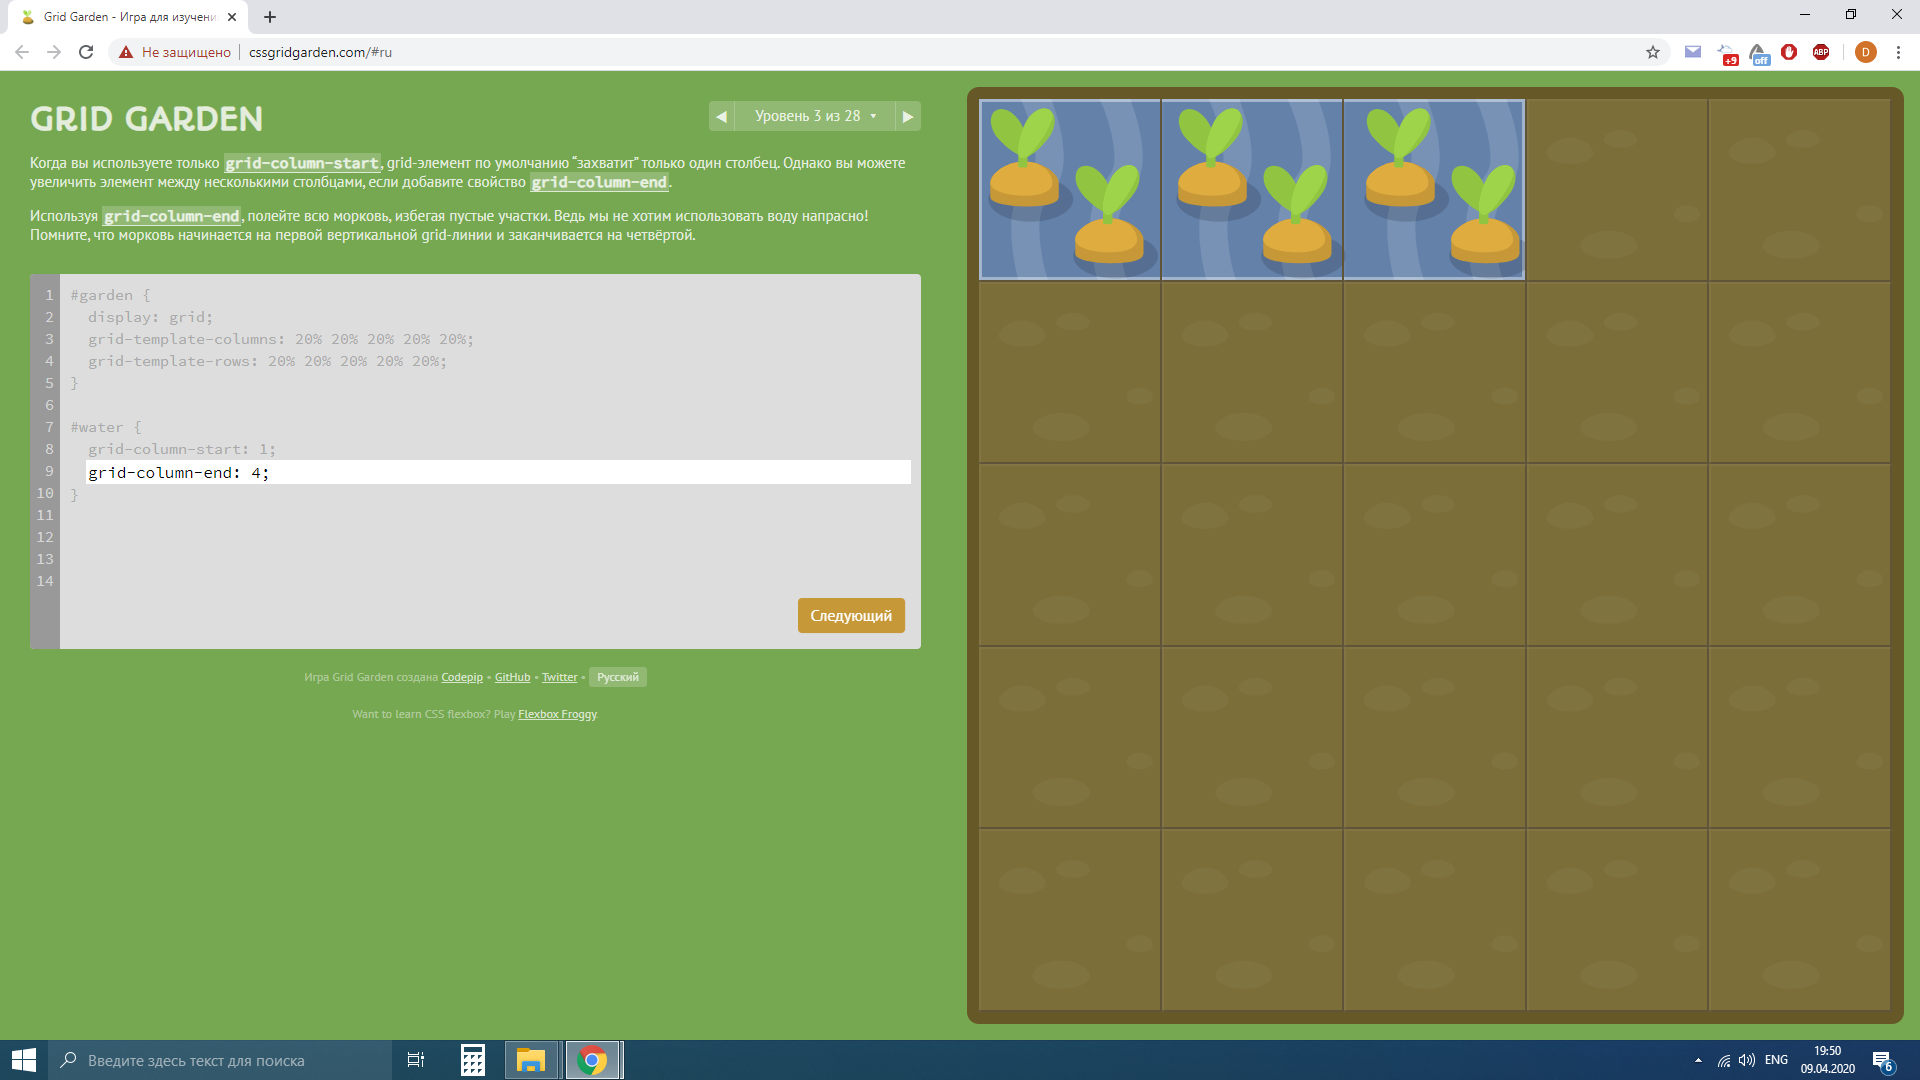 Grid Garden - Игра для изучени
Не защищено
cssgridgarden.com/#ru
+9
off
ABP
D
GRID GARDEN
Уровень 3 из 28
Когда вы используете только grid-column-start, grid-элемент по умолчанию “захватит” только один столбец. Однако вы можете
увеличить элемент между несколькими столбцами, если добавите свойство grid-column-end.
Используя grid-column-end, полейте всю морковь, избегая пустые участки. Ведь мы не хотим использовать воду напрасно!
Помните, что морковь начинается на первой вертикальной grid-линии и заканчивается на четвёртой.
1 #garden {
2 display: grid;
3 grid-template-columns: 20% 20% 20% 20% 20%;
4 grid-template-rows: 20% 20% 20% 20% 20%;
5 }
6
7 #water {
8 grid-column-start: 1;
9 grid-column-end: 4;
10 }
11
12
13
14
Следующий
Игра Grid Garden создана Codepip • GitHub • Twitter • Русский
Want to learn CSS flexbox? Play Flexbox Froggy.
Введите здесь текст для поиска
ENG
19:50
09.04.2020
6